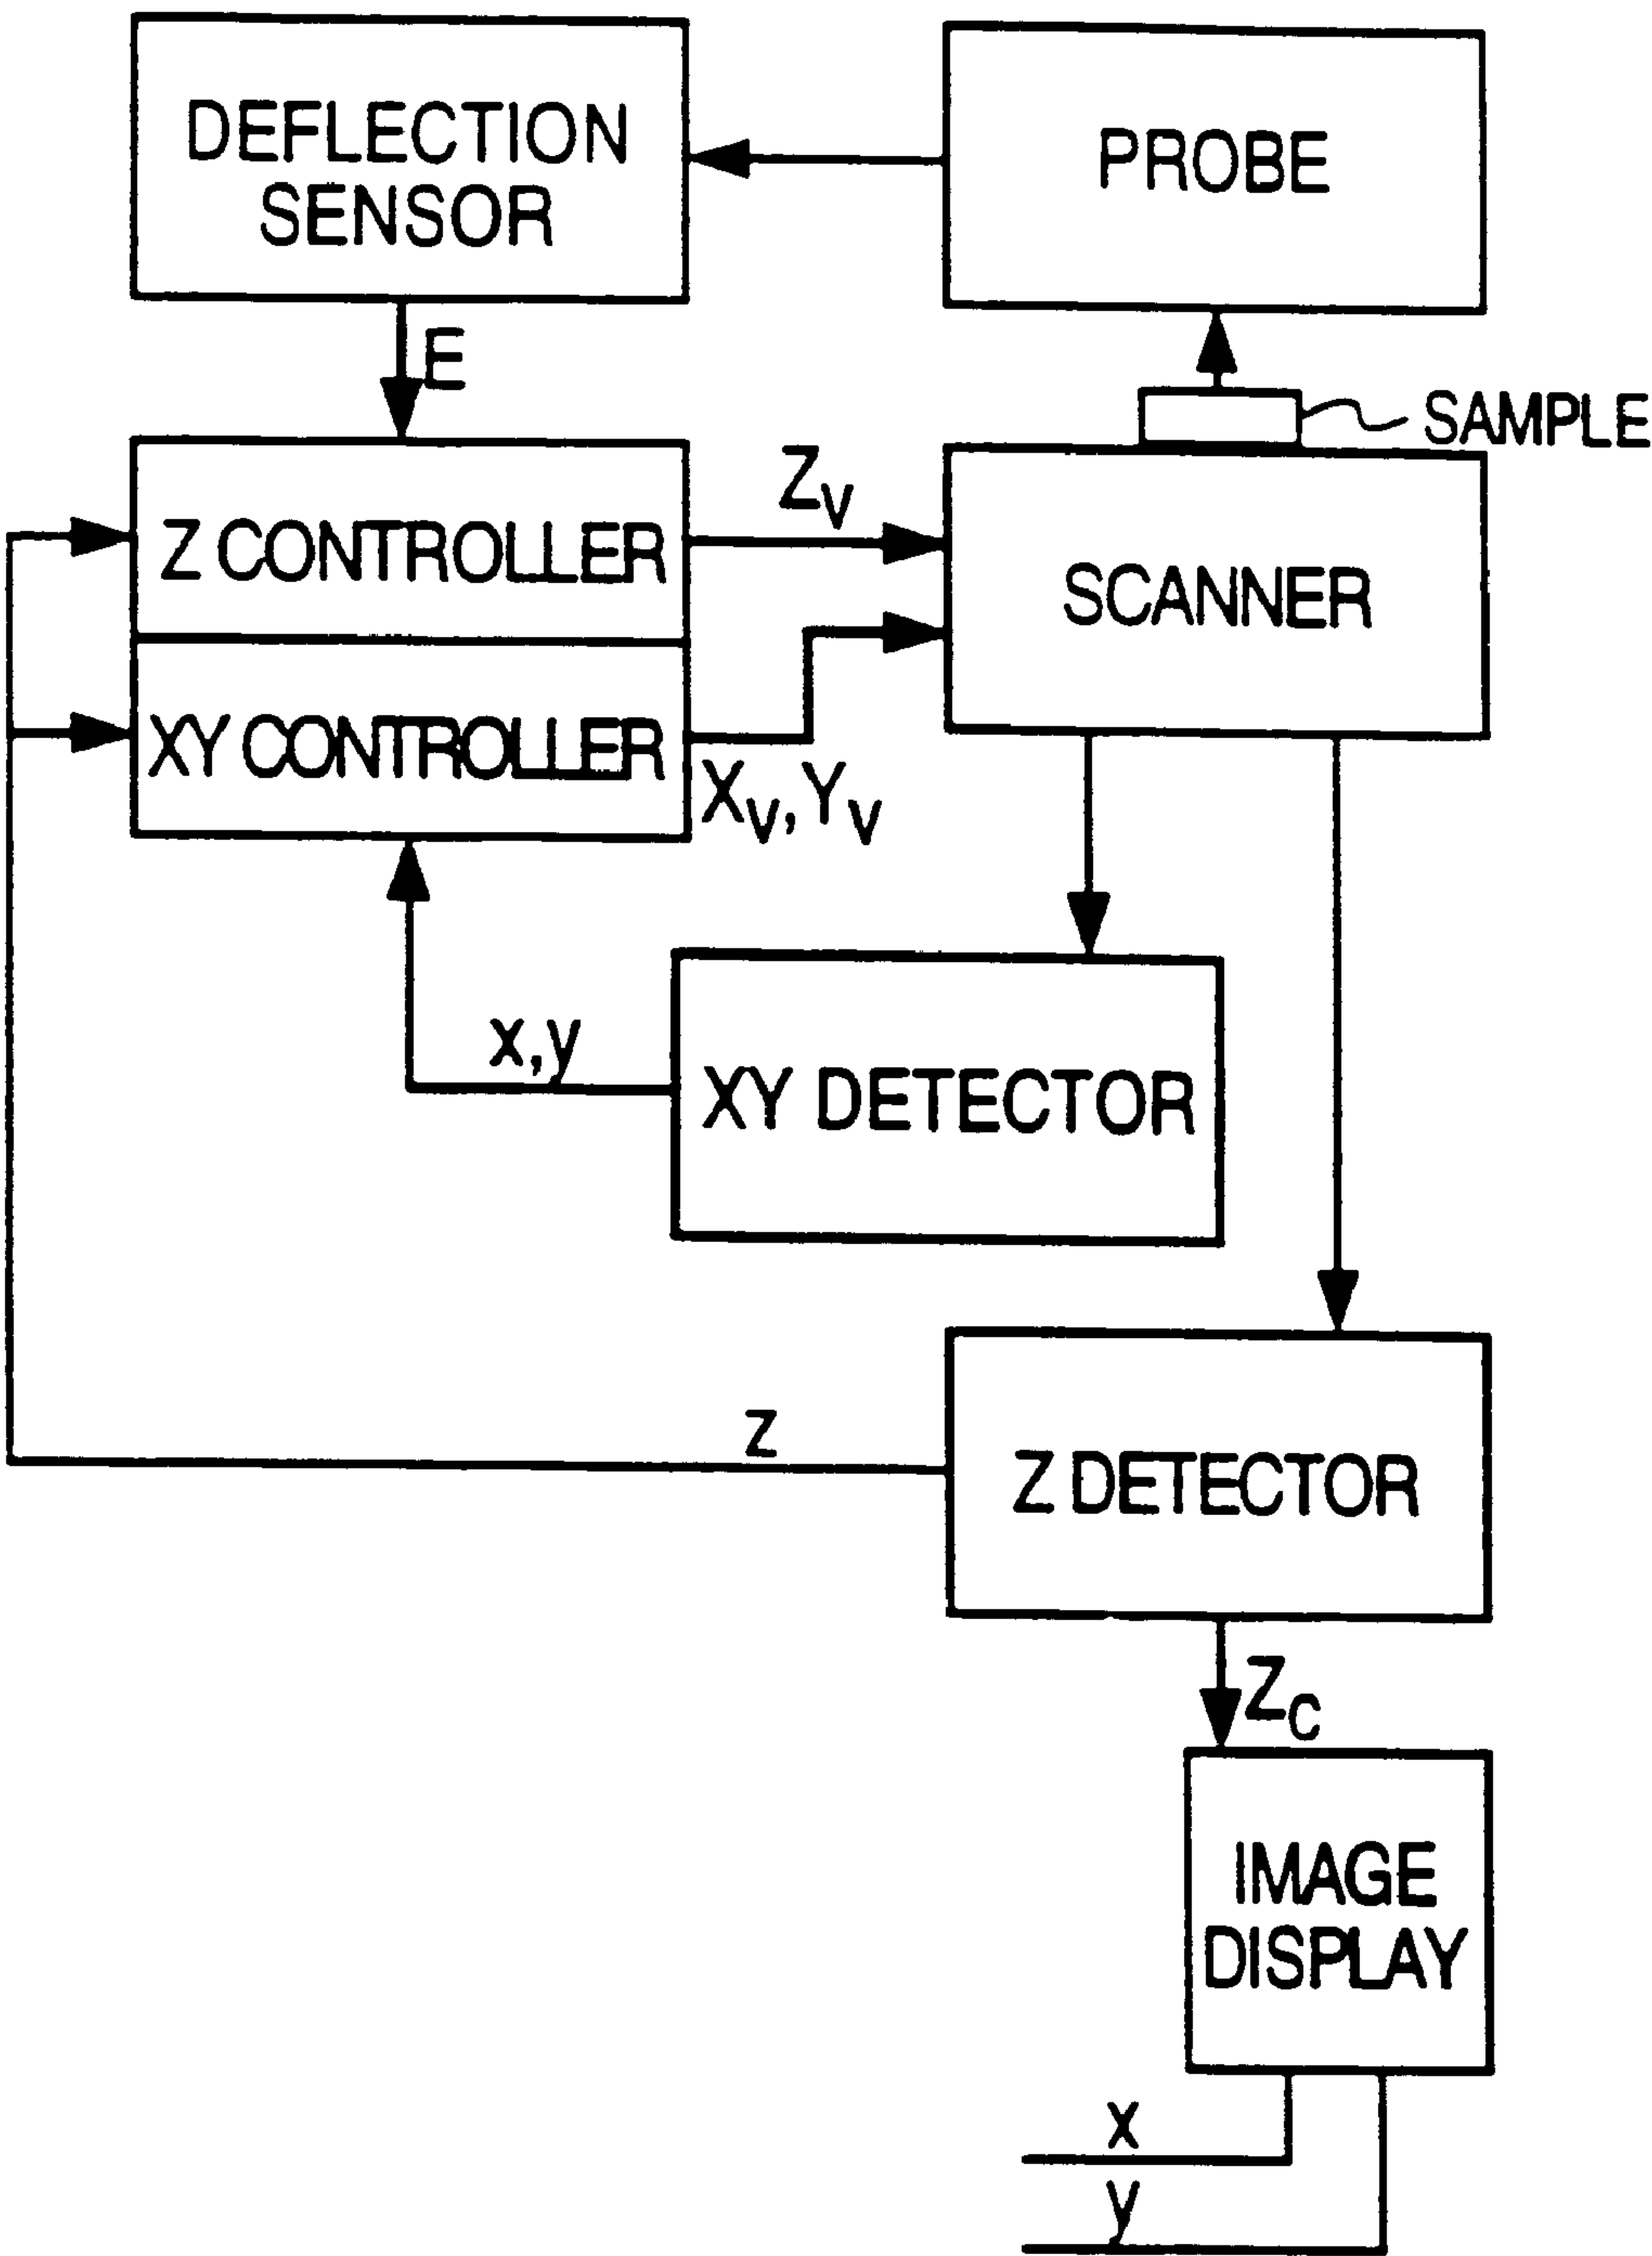 DEFLECTION
SENSOR
PROBE
E
SAMPLE
Z CONTROLLER
Zv
SCANNER
XY CONTROLLER
Xv, Yv
x,y
XY DETECTOR
z
Z DETECTOR
Zc
IMAGE
DISPLAY
x
y